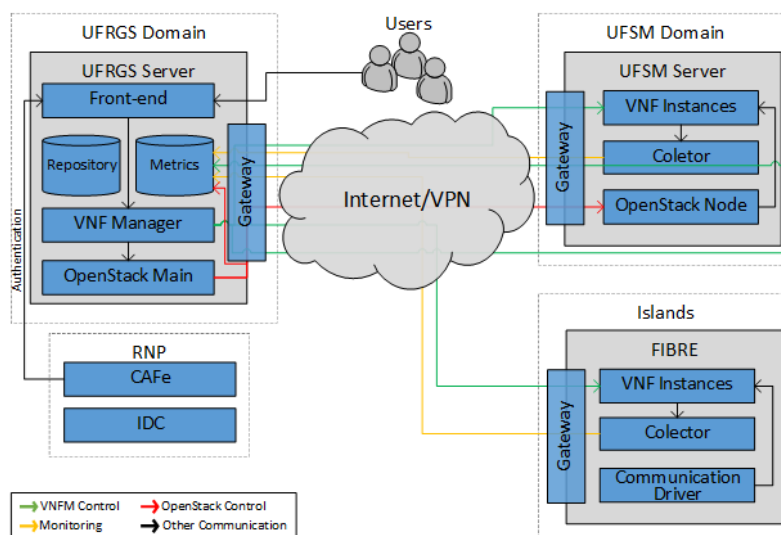 UFRGS Domain
UFRGS Server
Front-end
Repository
Metrics
VNF Manager
OpenStack Main
Gateway
Authentication
RNP
CAFe
IDC
Users
Internet/VPN
UFSM Domain
UFSM Server
Gateway
VNF Instances
Coletor
OpenStack Node
Islands
FIBRE
Gateway
VNF Instances
Colector
Communication
Driver
VNFM Control
OpenStack Control
Monitoring
Other Communication